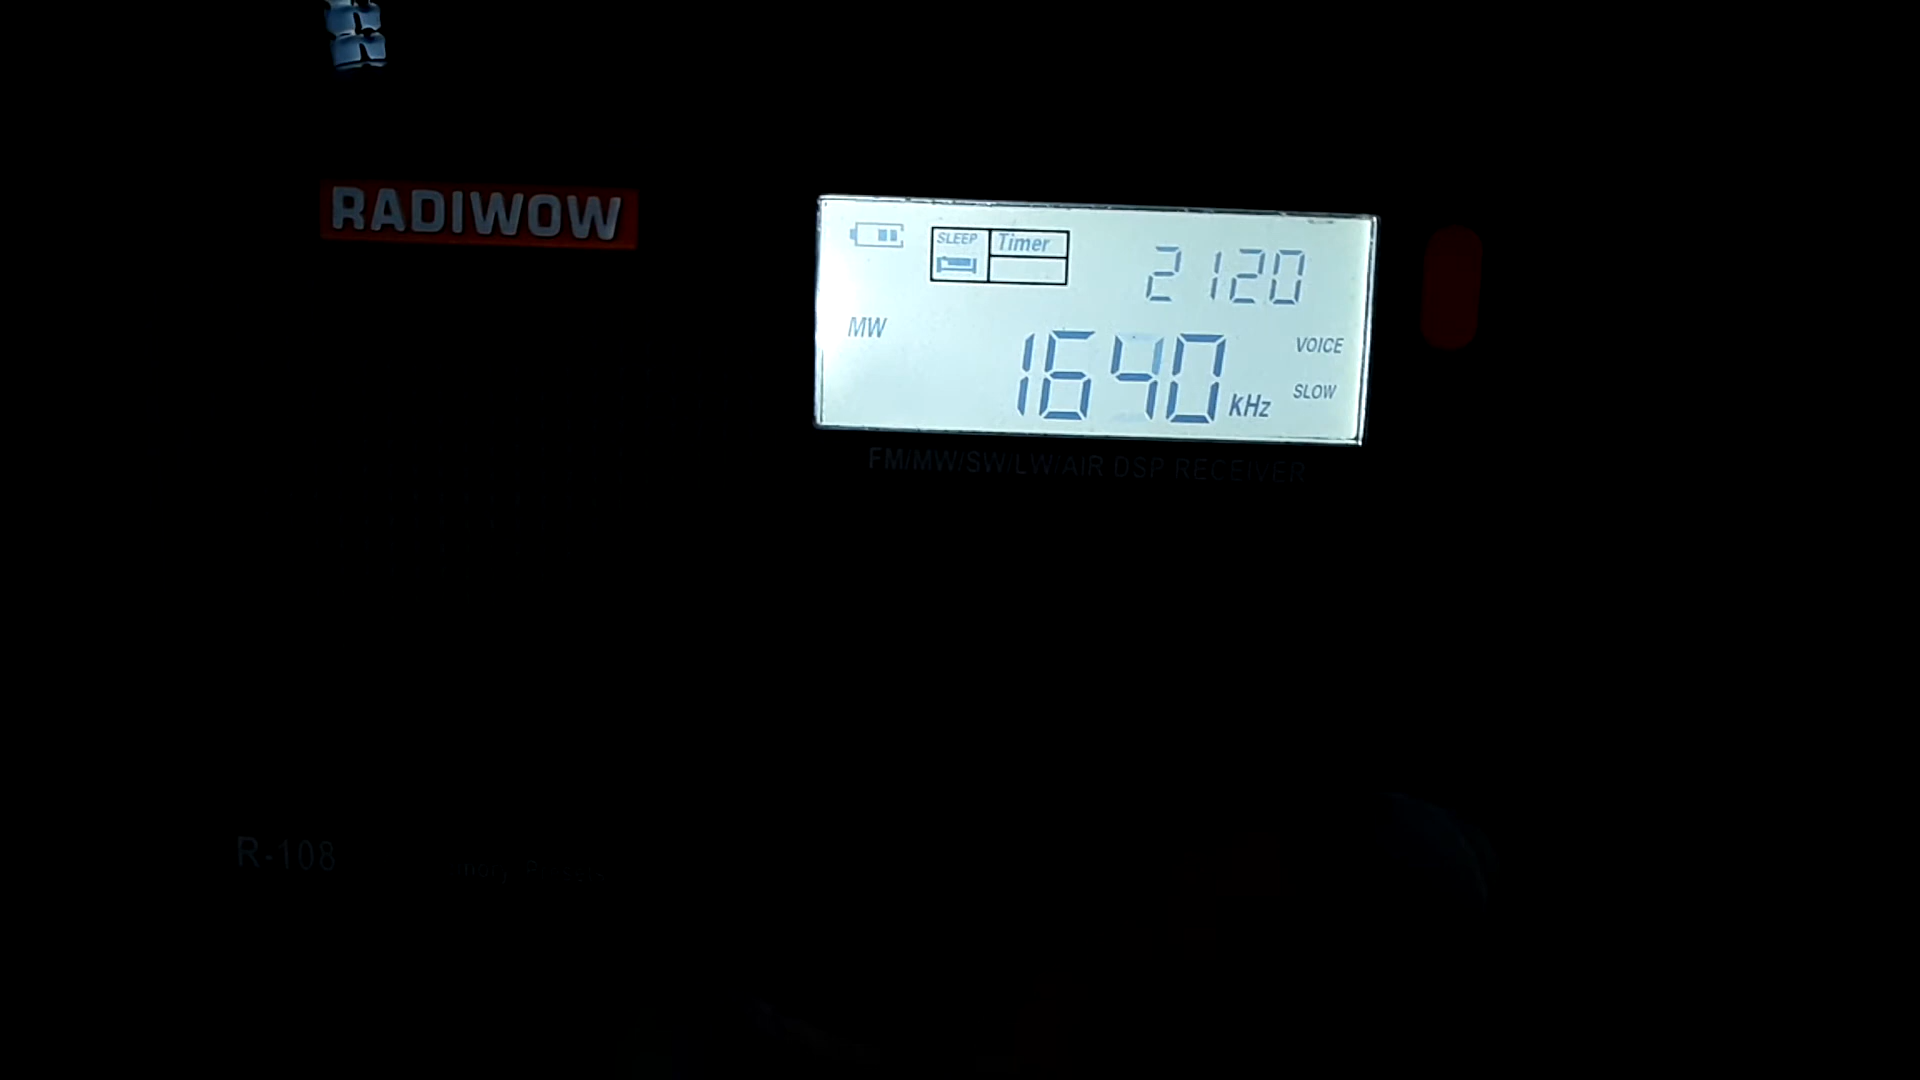 RADIWOW
SLEEP Timer 2120
MW 1640 kHz VOICE
SLOW
FM/MW/SW/LW/AIR DSP RECEIVER
R-108